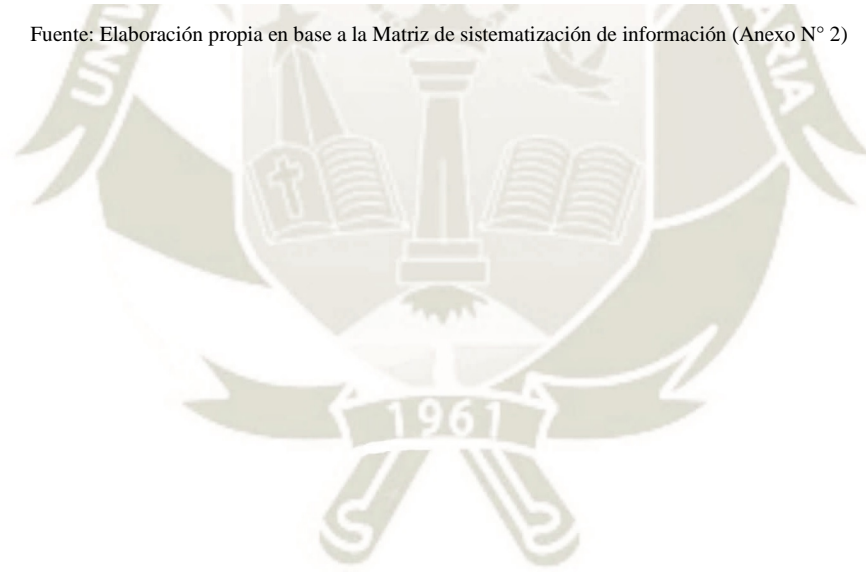 Fuente: Elaboración propia en base a la Matriz de sistematización de información (Anexo N° 2)
1961